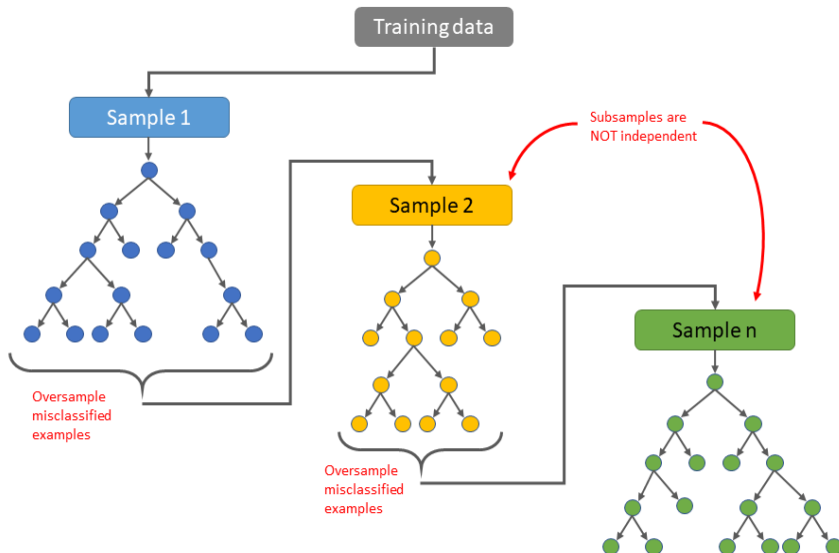 Training data
Sample 1
Subsamples are
NOT independent
Sample 2
Sample n
Oversample
misclassified
examples
Oversample
misclassified
examples